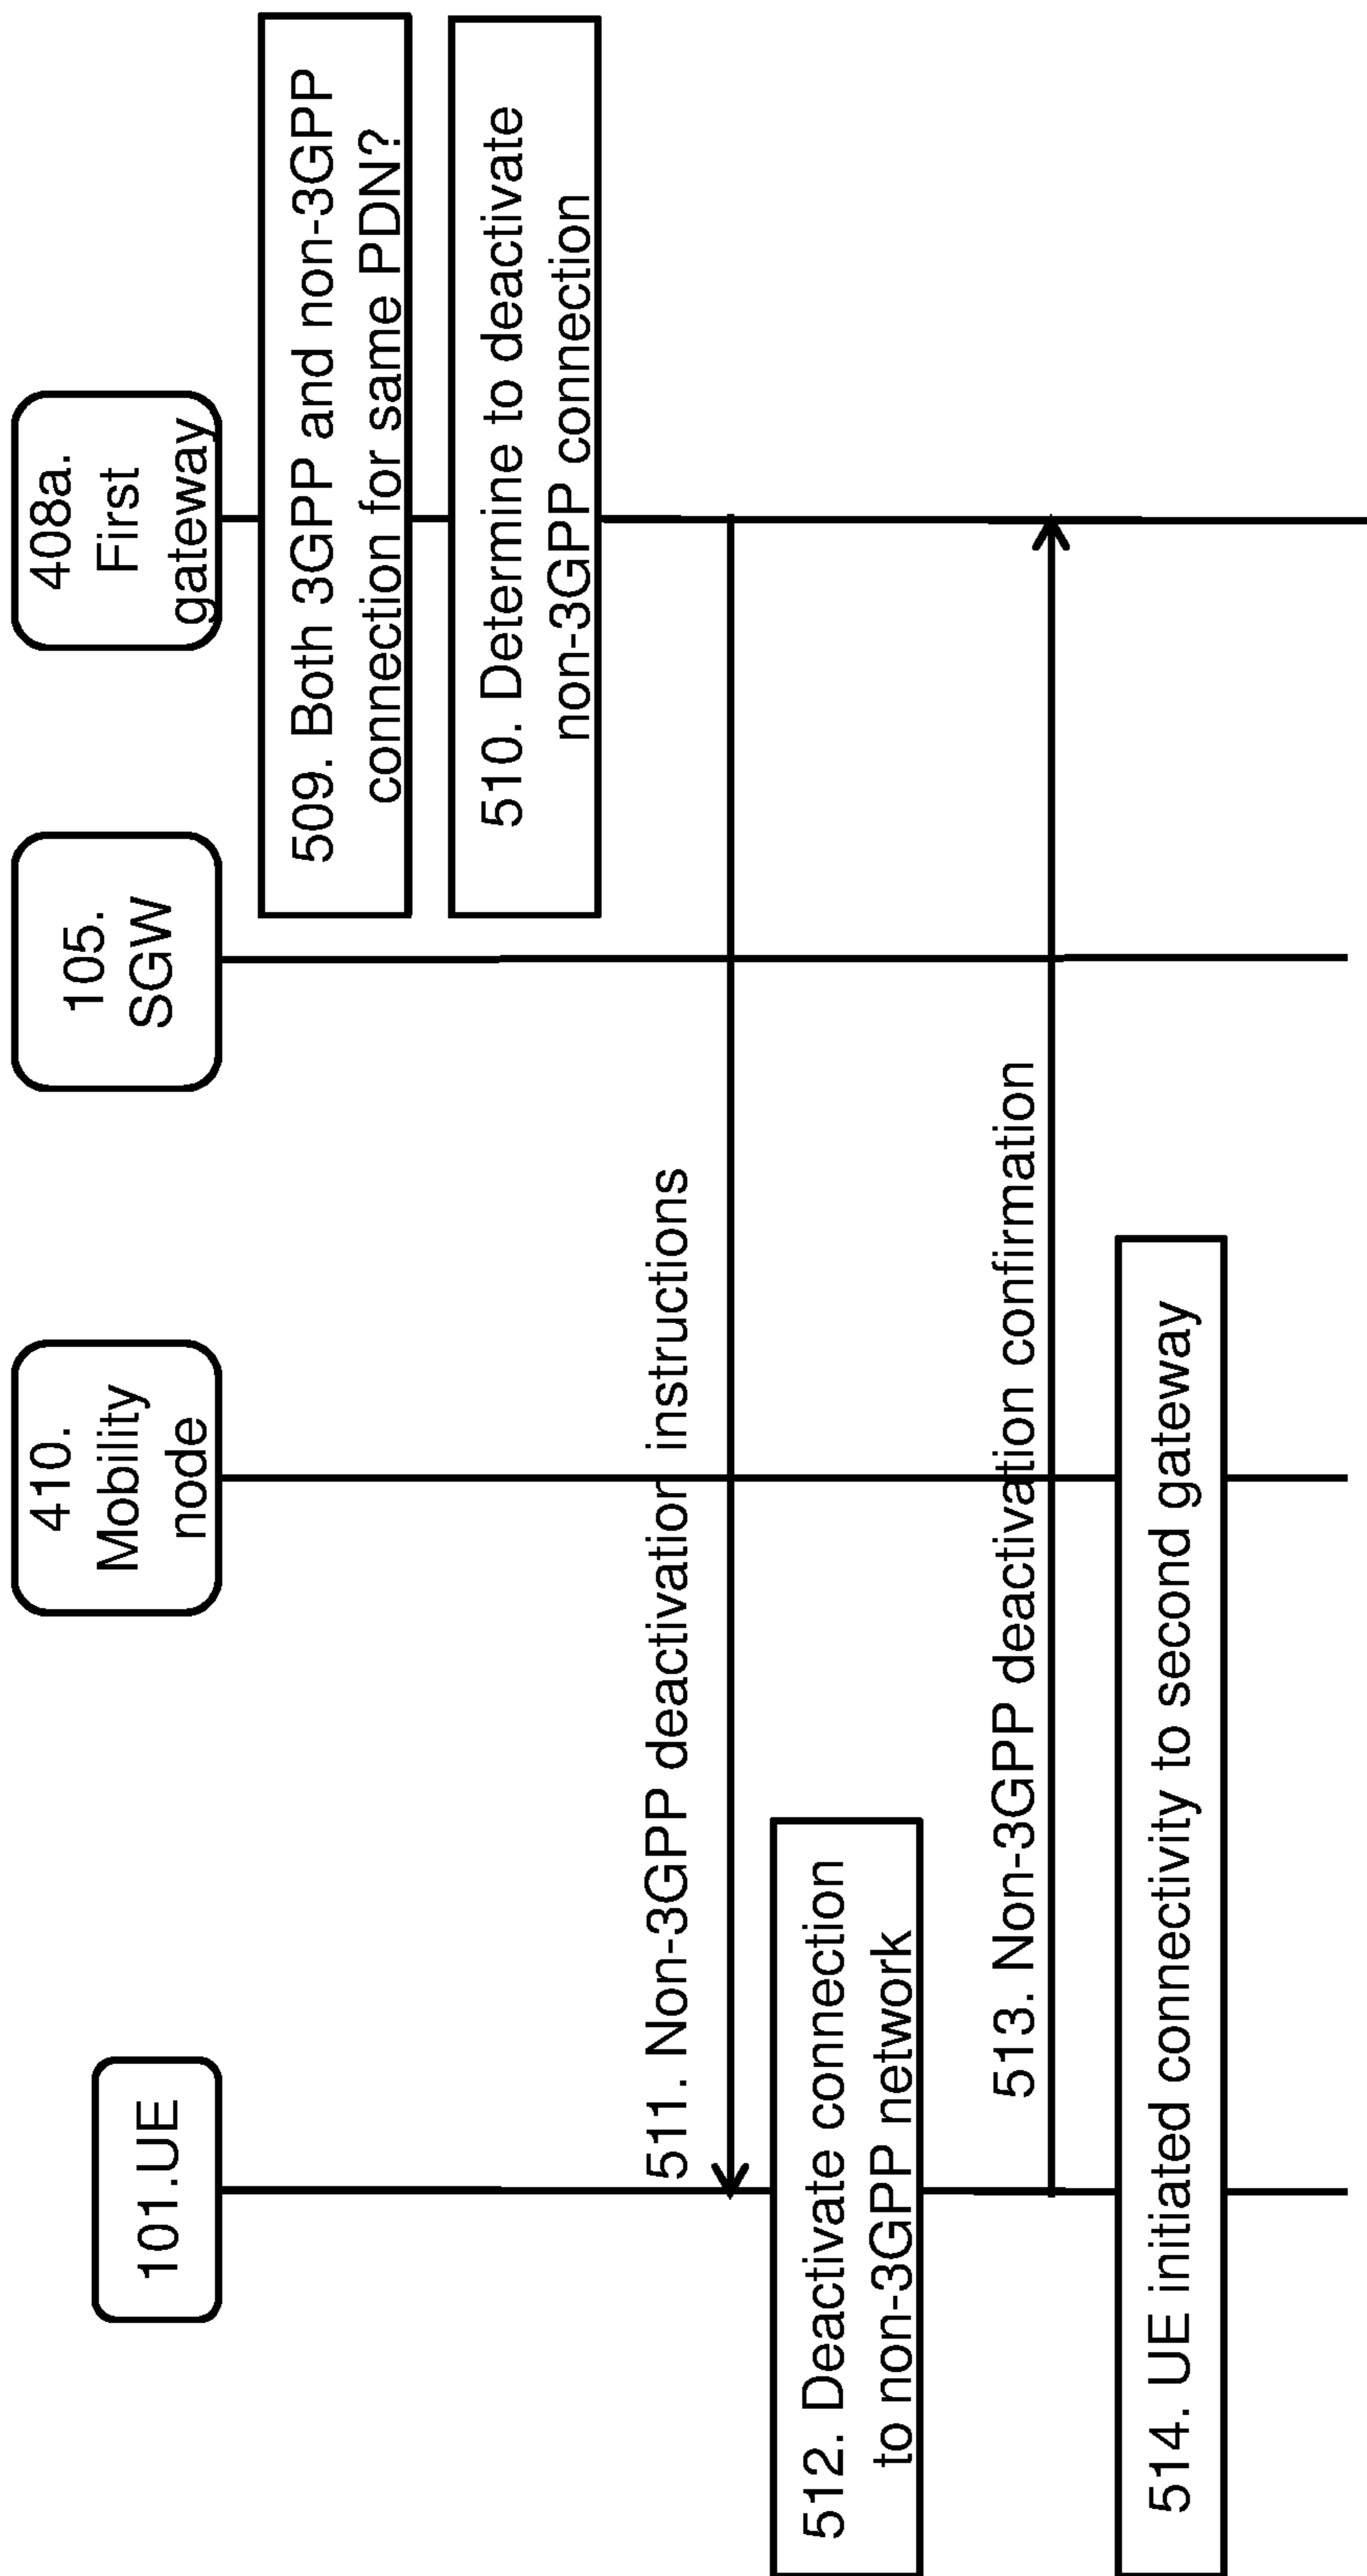 101.UE
410.
Mobility
node
105.
SGW
408a.
First
gateway
509. Both 3GPP and non-3GPP
connection for same PDN?
510. Determine to deactivate
non-3GPP connection
511. Non-3GPP deactivation instructions
512. Deactivate connection
to non-3GPP network
513. Non-3GPP deactivation confirmation
514. UE initiated connectivity to second gateway